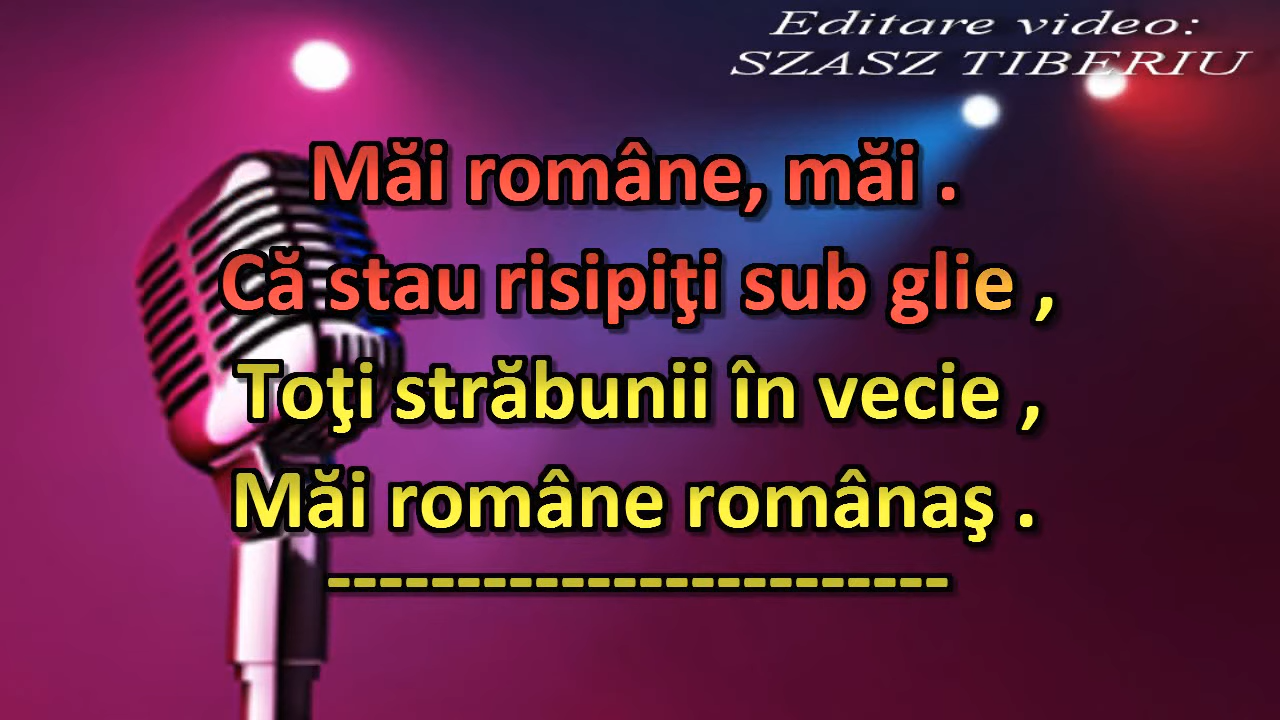 Editare video:
SZASZ TIBERIU
Măi române, măi .
Că stau risipiţi sub glie ,
Toţi străbunii în vecie ,
Măi române românaş .
------------------------